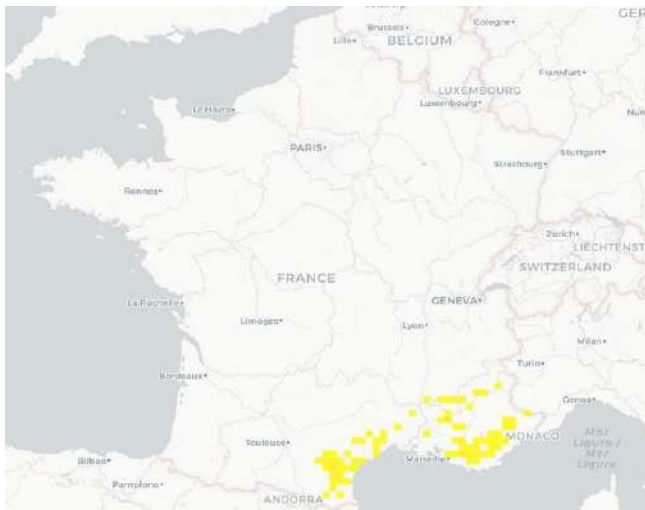 Brussels
GER
Cologne
Lille
BELGIUM
Frankfurt
LUXEMBOURG
Luxembourg
Le Havre
Nur
PARIS
Stuttgart
Strasbourg
Rennes
Zurich
LIECHTENST
SWITZERLAND
FRANCE
GENEVA
La Rochelle
Limoges
Lyon
Milan
Turin
Bordeaux
Genoa
Mar
Ligure /
Mer
Ligure
MONACO
Toulouse
Marseille
Bilbao
Pamplona
ANDORRA